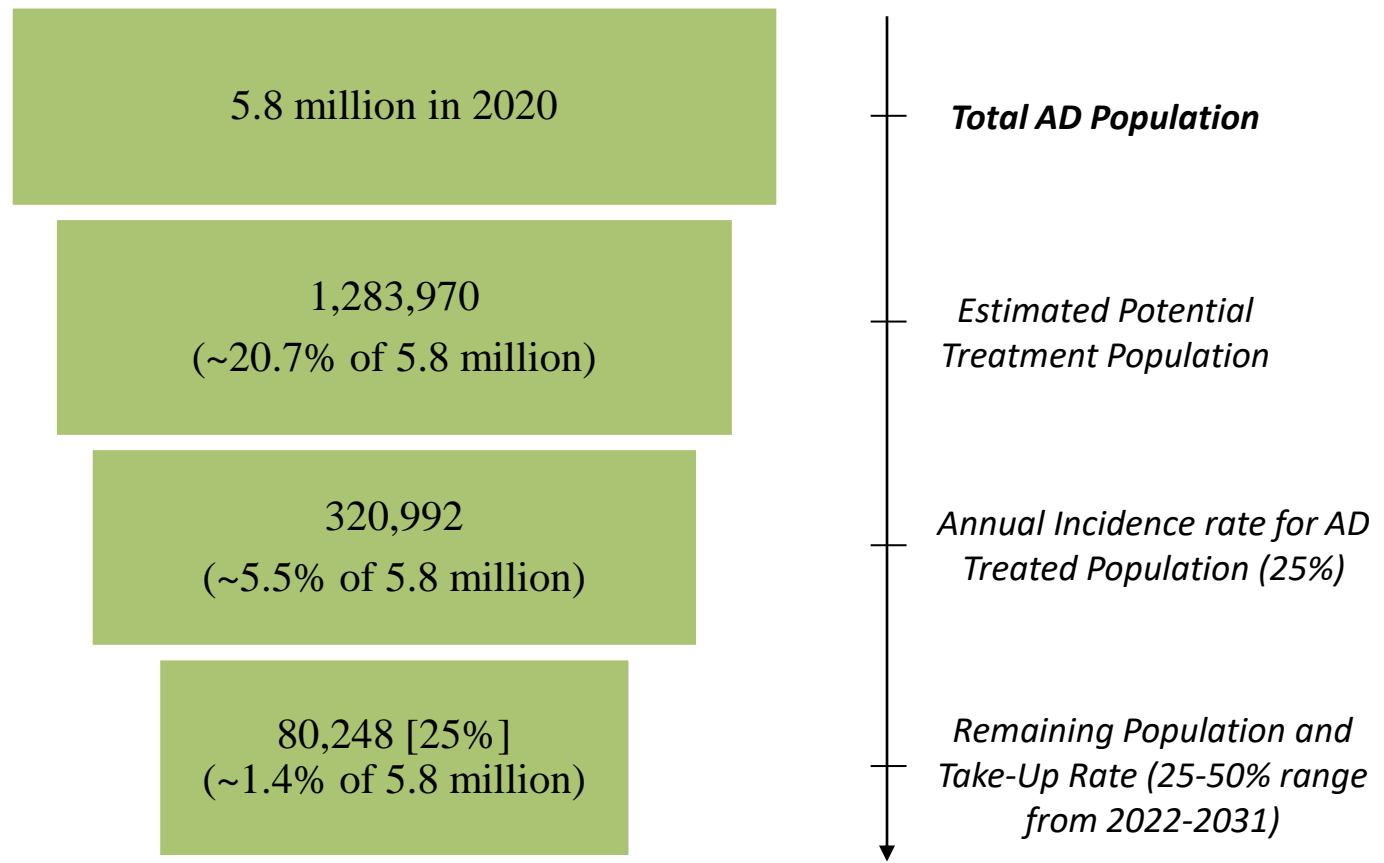 5.8 million in 2020
Total AD Population
1,283,970
(~20.7% of 5.8 million)
Estimated Potential
Treatment Population
320,992
(~5.5% of 5.8 million)
Annual Incidence rate for AD
Treated Population (25%)
80,248 [25%]
(~1.4% of 5.8 million)
Remaining Population and
Take-Up Rate (25-50% range
from 2022-2031)